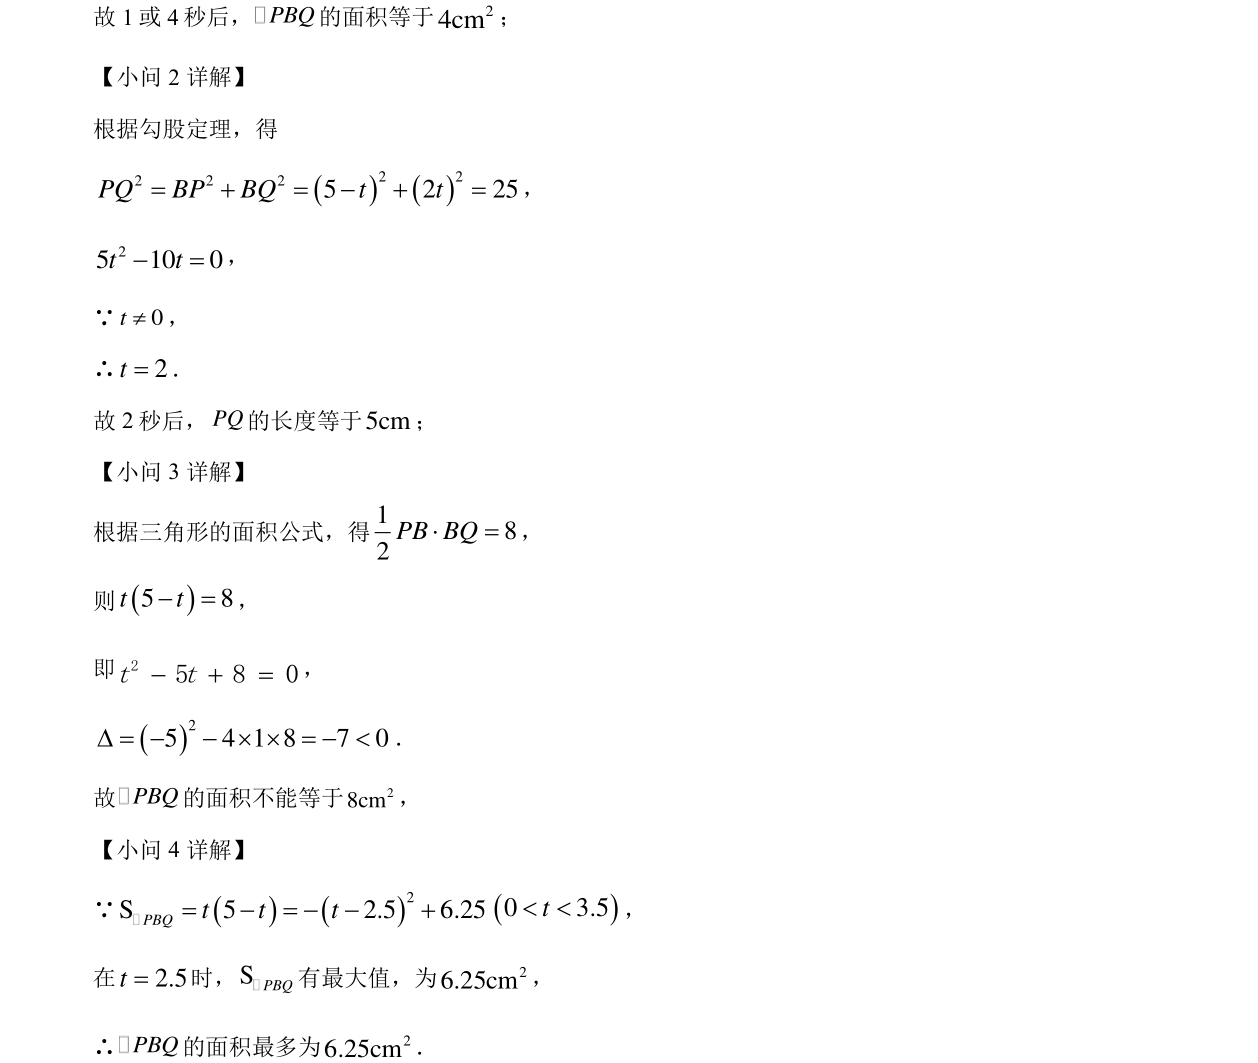 故 1 或 4 秒后，□PBQ 的面积等于 4cm²；
【小问 2 详解】
根据勾股定理，得
PQ² = BP² + BQ² = (5−t)² + (2t)² = 25，
5t² −10t = 0，
∵ t ≠ 0，
∴ t = 2．
故 2 秒后， PQ 的长度等于 5cm；
【小问 3 详解】
根据三角形的面积公式，得 1/2 PB · BQ = 8，
则 t(5−t) = 8，
即 t² − 5t + 8 = 0，
Δ = (−5)² − 4×1×8 = −7 < 0．
故 □PBQ 的面积不能等于 8cm²，
【小问 4 详解】
∵ S□PBQ = t(5−t) = −(t−2.5)² + 6.25 (0 < t < 3.5)，
在 t = 2.5 时， S□PBQ 有最大值，为 6.25cm²，
∴ □PBQ 的面积最多为 6.25cm²．